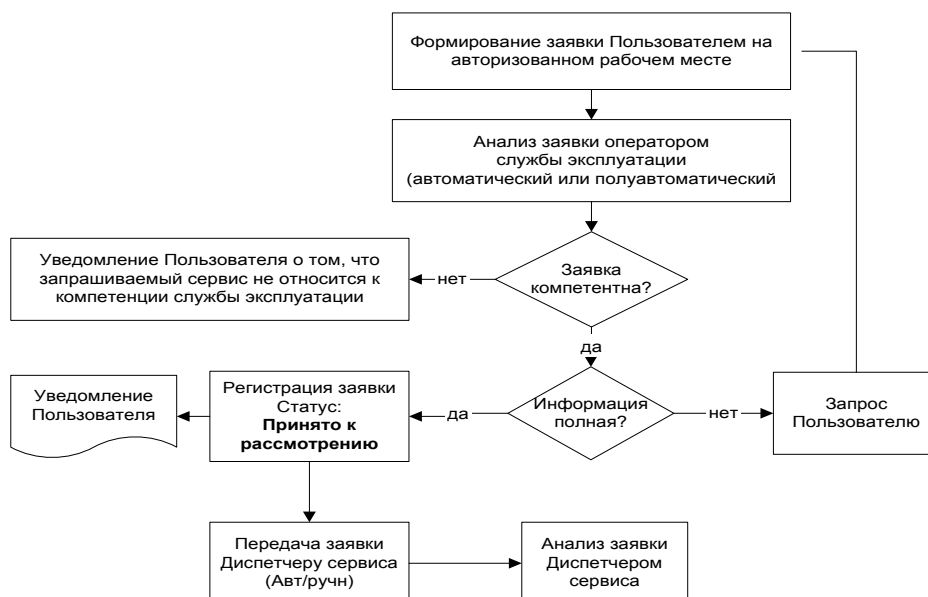 Формирование заявки Пользователем на
авторизованном рабочем месте
Анализ заявки оператором
службы эксплуатации
(автоматический или полуавтоматический
Уведомление Пользователя о том, что
запрашиваемый сервис не относится к
компетенции службы эксплуатации
нет
Заявка
компетентна?
да
Уведомление
Пользователя
Регистрация заявки
Статус:
Принято к
рассмотрению
да
Информация
полная?
нет
Запрос
Пользователю
Передача заявки
Диспетчеру сервиса
(Авт/ручн)
Анализ заявки
Диспетчером
сервиса